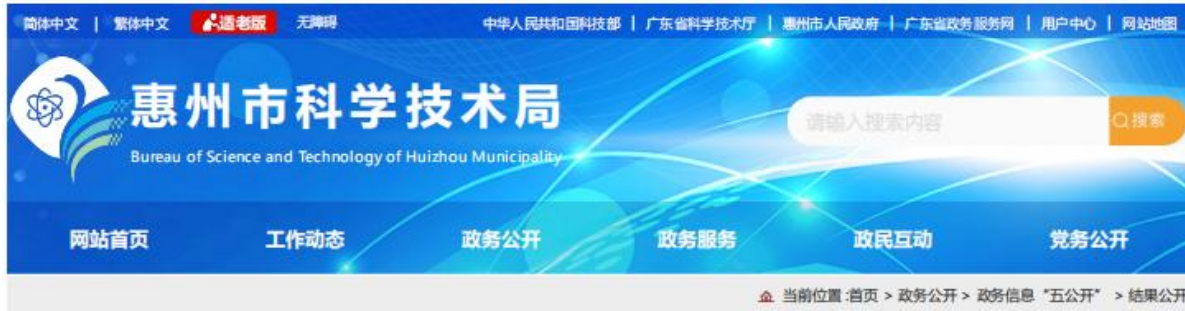 简体中文 | 繁体中文 适老版 无障碍 中华人民共和国科技部 | 广东省科学技术厅 | 惠州市人民政府 | 广东省政务服务网 | 用户中心 | 网站地图
惠州市科学技术局
请输入搜索内容 搜索
Bureau of Science and Technology of Huizhou Municipality
网站首页 工作动态 政务公开 政务服务 政民互动 党务公开
当前位置:首页 > 政务公开 > 政务信息“五公开” > 结果公开